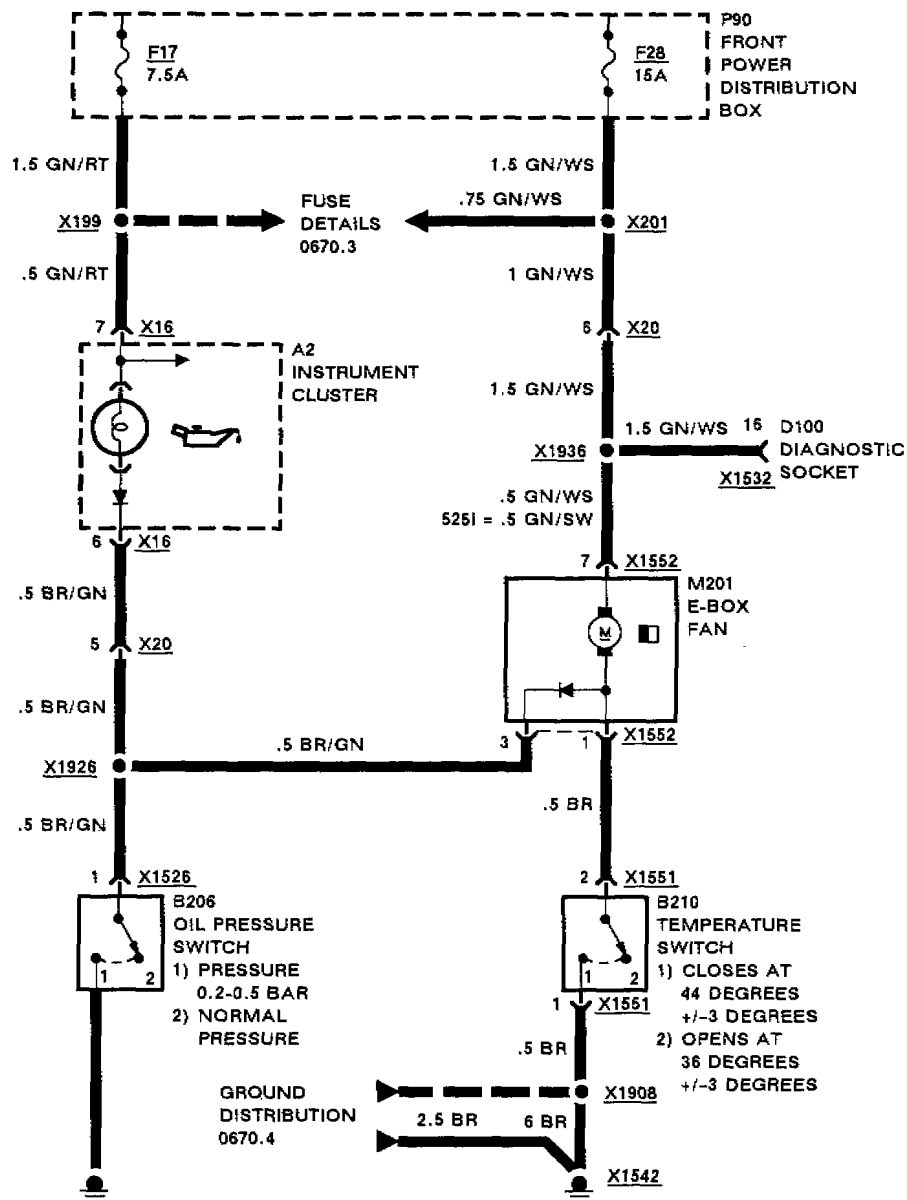 P90
FRONT
POWER
DISTRIBUTION
BOX
F17
7.5A
F28
15A
1.5 GN/RT
1.5 GN/WS
X199
FUSE
DETAILS
0670.3
.75 GN/WS
X201
.5 GN/RT
1 GN/WS
7 X16
6 X20
A2
INSTRUMENT
CLUSTER
1.5 GN/WS
X1936
1.5 GN/WS 16
D100
DIAGNOSTIC
SOCKET
X1532
.5 GN/WS
525I = .5 GN/SW
6 X16
7 X1552
M201
E-BOX
FAN
M
.5 BR/GN
5 X20
.5 BR/GN
3 1 X1552
X1926
.5 BR/GN
.5 BR
.5 BR/GN
1 X1526
2 X1551
B206
OIL PRESSURE
SWITCH
1) PRESSURE
0.2-0.5 BAR
2) NORMAL
PRESSURE
1 2
B210
TEMPERATURE
SWITCH
1) CLOSES AT
44 DEGREES
+/-3 DEGREES
2) OPENS AT
36 DEGREES
+/-3 DEGREES
1 2
1 X1551
.5 BR
GROUND
DISTRIBUTION
0670.4
X1908
2.5 BR
6 BR
X1542